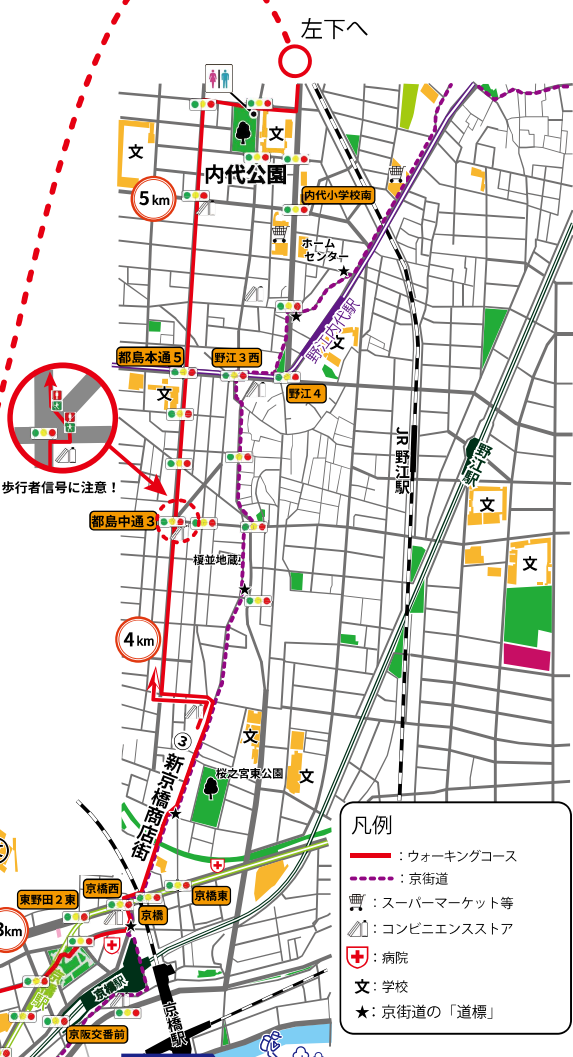 左下へ
文
文
内代公園
5km
内代小学校南
ホーム
センター
野江内代駅
文
都島本通５
野江３西
文
野江４
JR 野江駅
野江駅
歩行者信号に注意！
都島中通３
文
文
榎並地蔵
4km
③
新京橋商店街
文
桜之宮東公園
文
凡例
：ウォーキングコース
：京街道
：スーパーマーケット等
：コンビニエンスストア
：病院
文：学校
★：京街道の「道標」
京橋西
京橋東
東野田２東
京橋
3km
京橋駅
京橋駅
京橋駅
京阪交番前